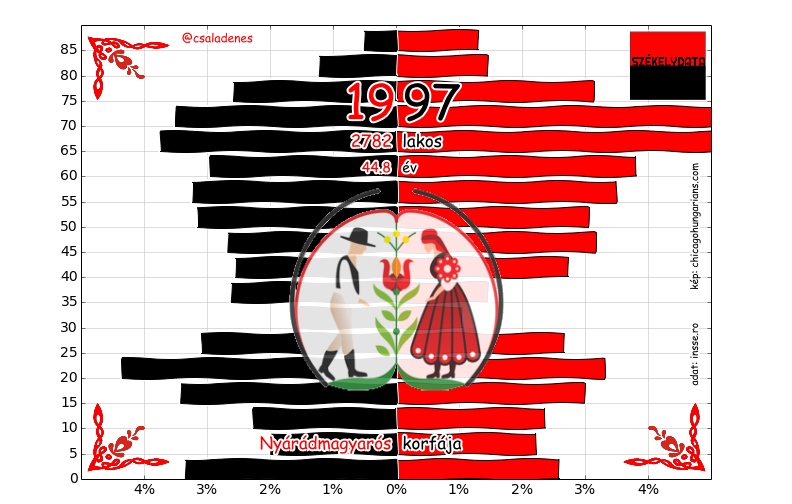 @csaladenes
SZÉKELYDATA
1997
2782 lakos
44.8 év
kép: chicagohungarians.com
adat: insse.ro
Nyárádmagyarós korfája
85
80
75
70
65
60
55
50
45
40
35
30
25
20
15
10
5
0
4% 3% 2% 1% 0% 1% 2% 3% 4%